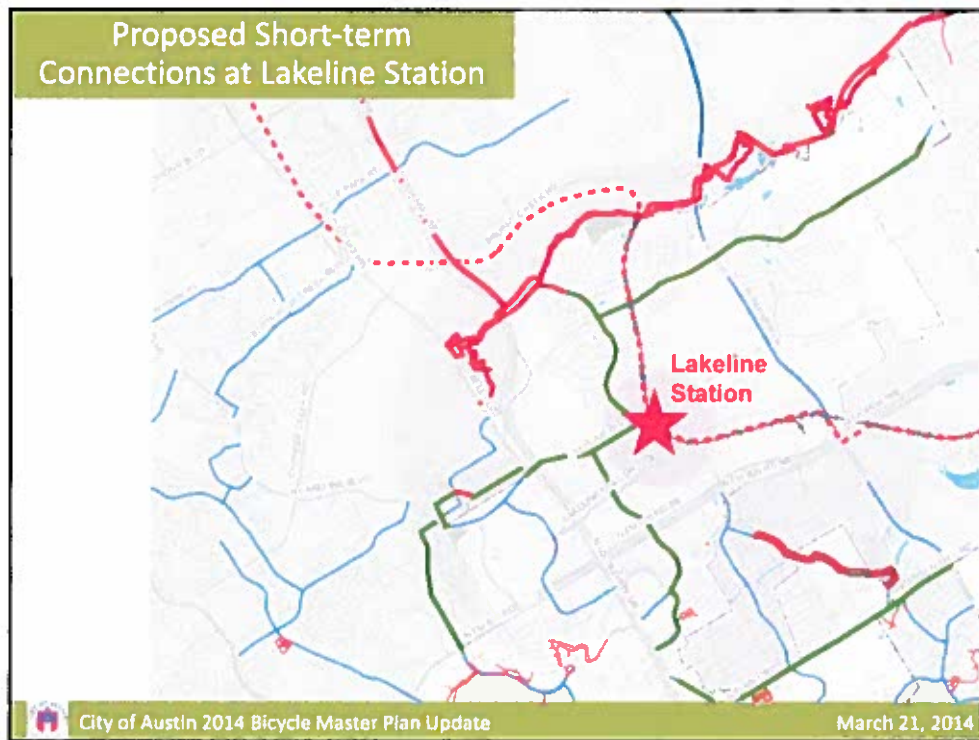 Proposed Short-term
Connections at Lakeline Station
Lakeline
Station
City of Austin 2014 Bicycle Master Plan Update
March 21, 2014